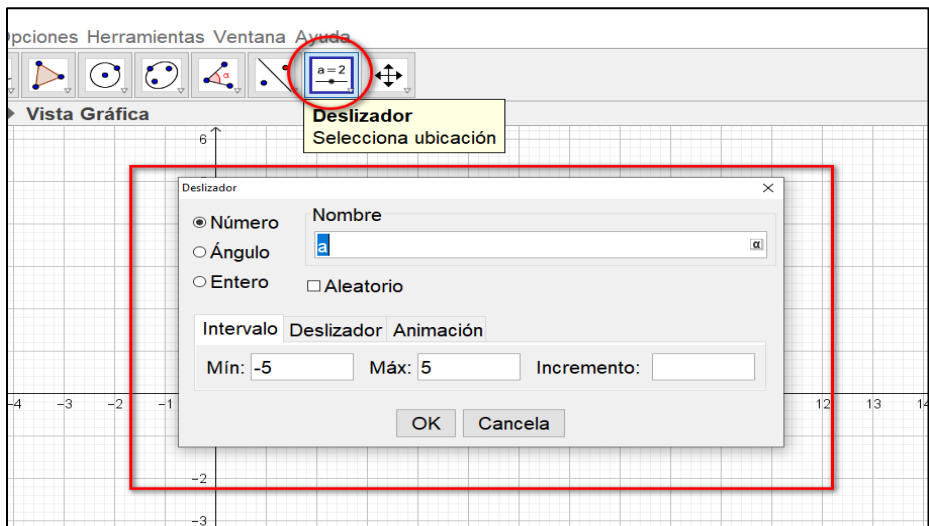 pciones Herramientas Ventana Ayuda
α
a=2
Vista Gráfica
Deslizador
Selecciona ubicación
6
Deslizador
Número
Nombre
a
α
Ángulo
Entero
Aleatorio
Intervalo Deslizador Animación
Mín: -5 Máx: 5 Incremento:
-4 -3 -2 -1 12 13 14
OK Cancela
-2
-3